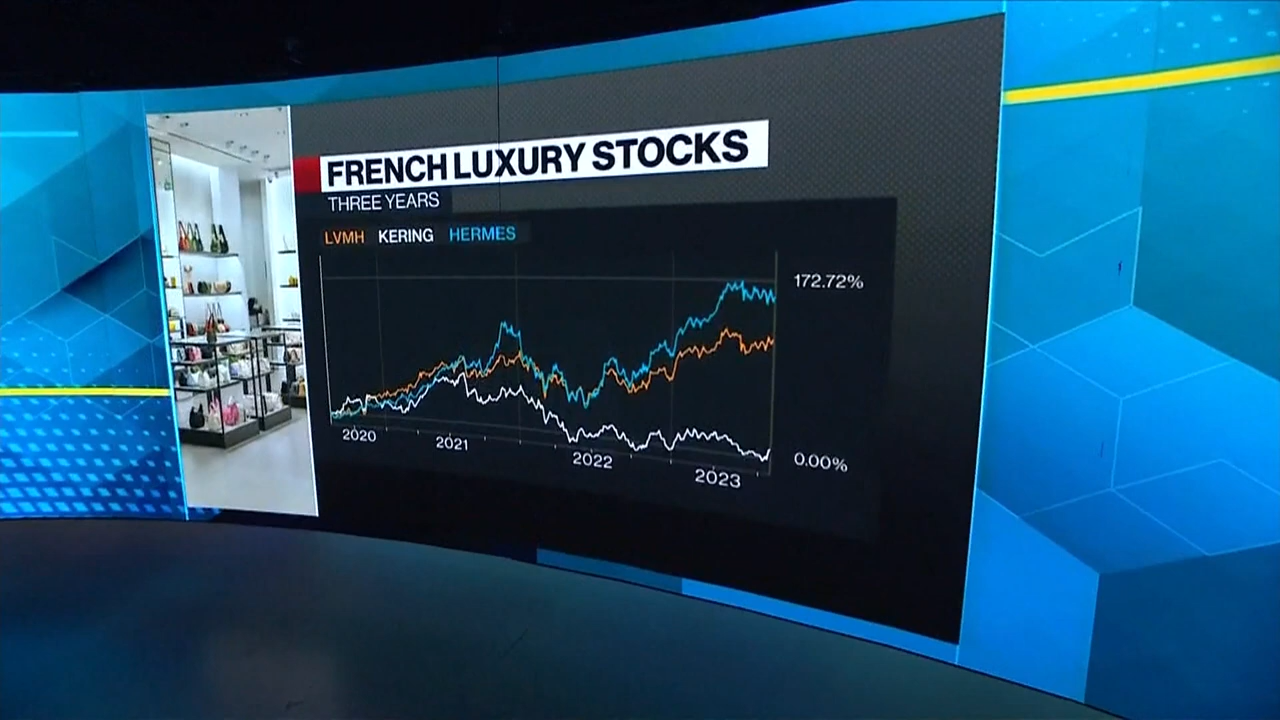 FRENCH LUXURY STOCKS
THREE YEARS
LVMH KERING HERMES
172.72%
0.00%
2020 2021 2022 2023